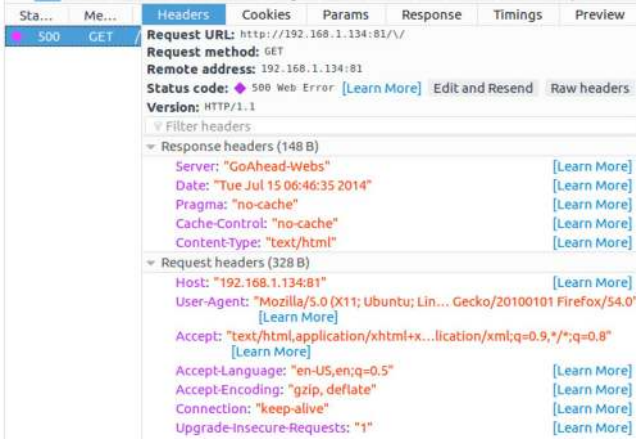 Sta... Me... Headers Cookies Params Response Timings Preview
500 GET / Request URL: http://192.168.1.134:81/\/
Request method: GET
Remote address: 192.168.1.134:81
Status code: 500 Web Error [Learn More] Edit and Resend Raw headers
Version: HTTP/1.1
Filter headers
Response headers (148 B)
Server: "GoAhead-Webs" [Learn More]
Date: "Tue Jul 15 06:46:35 2014" [Learn More]
Pragma: "no-cache" [Learn More]
Cache-Control: "no-cache" [Learn More]
Content-Type: "text/html" [Learn More]
Request headers (328 B)
Host: "192.168.1.134:81" [Learn More]
User-Agent: "Mozilla/5.0 (X11; Ubuntu; Lin... Gecko/20100101 Firefox/54.0"
[Learn More]
Accept: "text/html,application/xhtml+x...lication/xml;q=0.9,*/*;q=0.8"
[Learn More]
Accept-Language: "en-US,en;q=0.5" [Learn More]
Accept-Encoding: "gzip, deflate" [Learn More]
Connection: "keep-alive" [Learn More]
Upgrade-Insecure-Requests: "1" [Learn More]